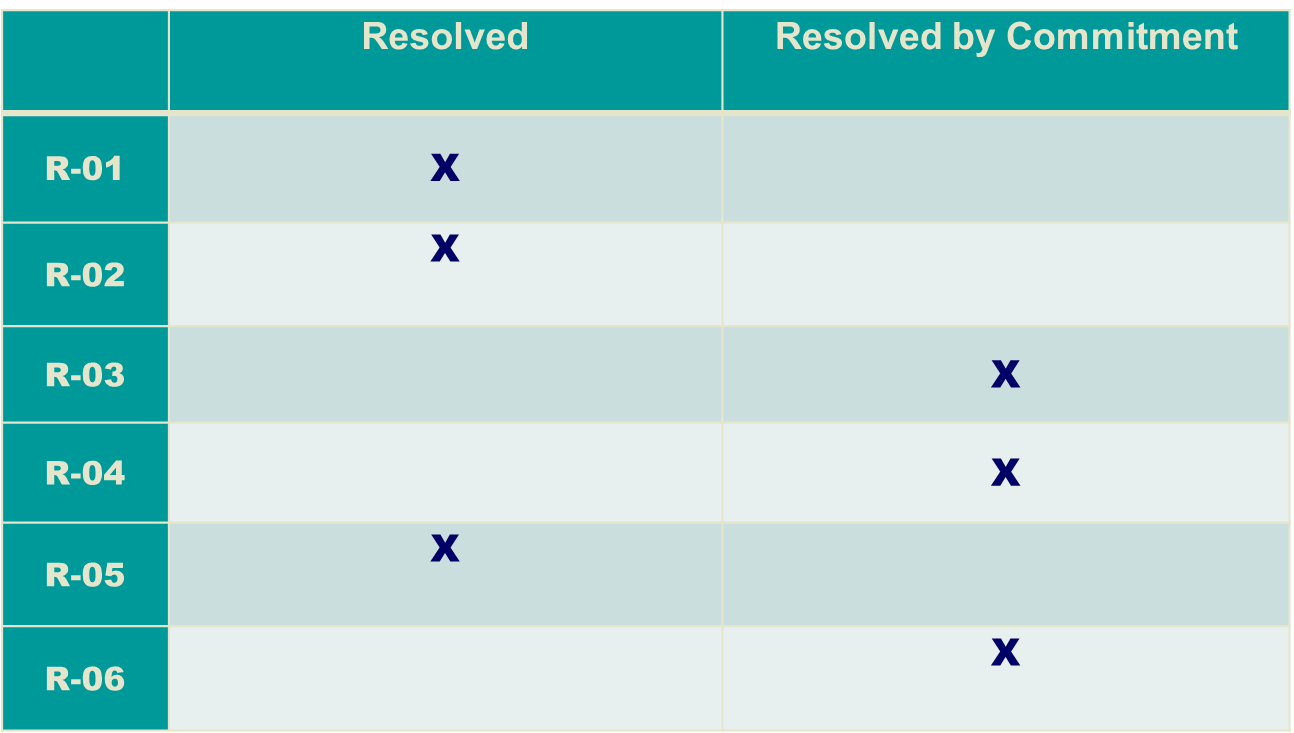 Resolved Resolved by Commitment
R-01 X
R-02 X
R-03 X
R-04 X
R-05 X
R-06 X